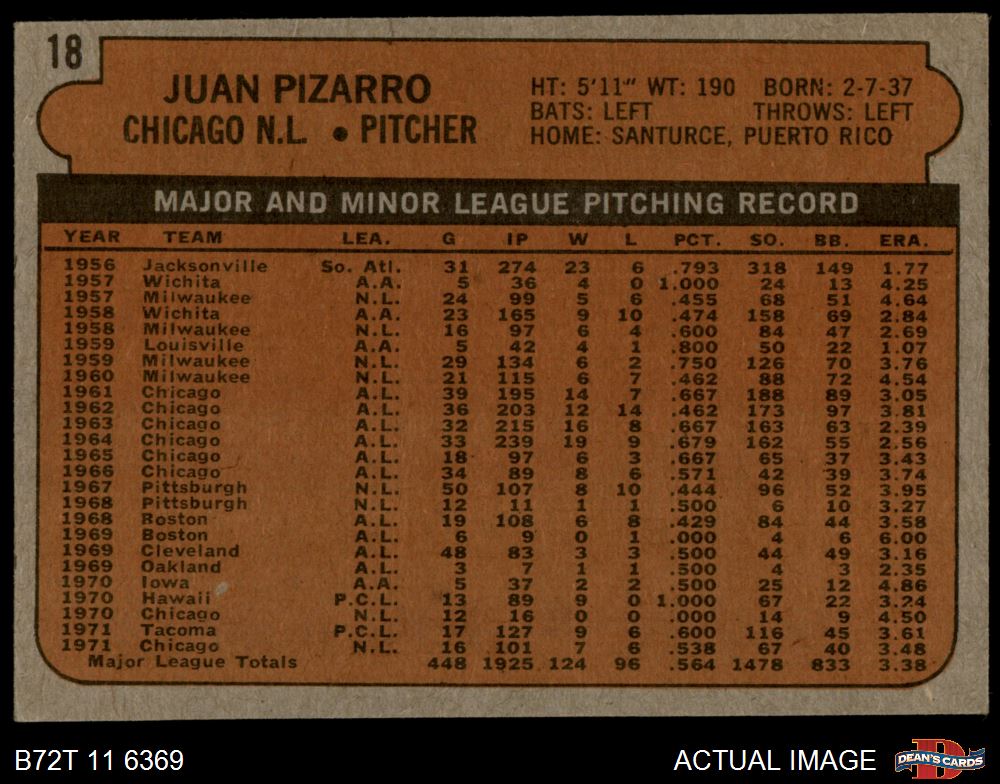 18
JUAN PIZARRO
CHICAGO N.L. • PITCHER
HT: 5'11" WT: 190 BORN: 2-7-37
BATS: LEFT THROWS: LEFT
HOME: SANTURCE, PUERTO RICO
MAJOR AND MINOR LEAGUE PITCHING RECORD
YEAR TEAM LEA. G IP W L PCT. SO. BB. ERA.
1956 Jacksonville So. Atl. 31 274 23 6 .793 318 149 1.77
1957 Wichita A.A. 5 36 4 0 1.000 24 13 4.25
1957 Milwaukee N.L. 24 99 5 6 .455 68 51 4.64
1958 Wichita A.A. 23 165 9 10 .474 158 69 2.84
1958 Milwaukee N.L. 16 97 6 4 .600 84 47 2.69
1959 Louisville A.A. 5 42 4 1 .800 50 22 1.07
1959 Milwaukee N.L. 29 134 6 2 .750 126 70 3.76
1960 Milwaukee N.L. 21 115 6 7 .462 88 72 4.54
1961 Chicago A.L. 39 195 14 7 .667 188 89 3.05
1962 Chicago A.L. 36 203 12 14 .462 173 97 3.81
1963 Chicago A.L. 32 215 16 8 .667 163 63 2.39
1964 Chicago A.L. 33 239 19 9 .679 162 55 2.56
1965 Chicago A.L. 18 97 6 3 .667 65 37 3.43
1966 Chicago A.L. 34 89 8 6 .571 42 39 3.74
1967 Pittsburgh N.L. 50 107 8 10 .444 96 52 3.95
1968 Pittsburgh N.L. 12 11 1 1 .500 6 10 3.27
1968 Boston A.L. 19 108 6 8 .429 84 44 3.58
1969 Boston A.L. 6 9 0 1 .000 4 6 6.00
1969 Cleveland A.L. 48 83 3 3 .500 44 49 3.16
1969 Oakland A.L. 3 7 1 1 .500 4 3 2.35
1970 Iowa A.A. 5 37 2 2 .500 25 12 4.86
1970 Hawaii P.C.L. 13 89 9 0 1.000 67 22 3.24
1970 Chicago N.L. 12 16 0 0 .000 14 9 4.50
1971 Tacoma P.C.L. 17 127 9 6 .600 116 45 3.61
1971 Chicago N.L. 16 101 7 6 .538 67 40 3.48
Major League Totals 448 1925 124 96 .564 1478 833 3.38
B72T 11 6369 ACTUAL IMAGE DEAN'S CARDS